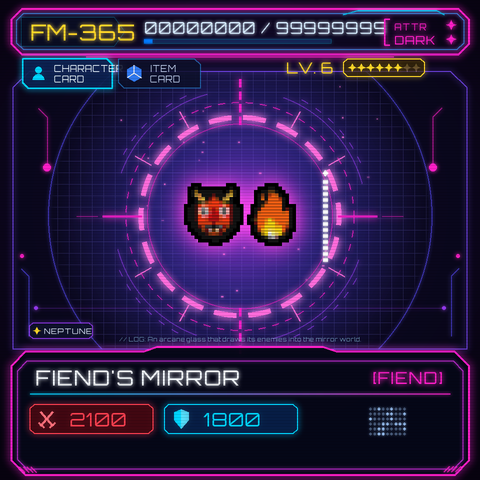 FM-365
00000000 / 99999999
ATTR
DARK
CHARACTER
CARD
ITEM
CARD
LV. 6
NEPTUNE
// LOG: An arcane glass that draws its enemies into the mirror world.
FIEND'S MIRROR
[FIEND]
2100
1800